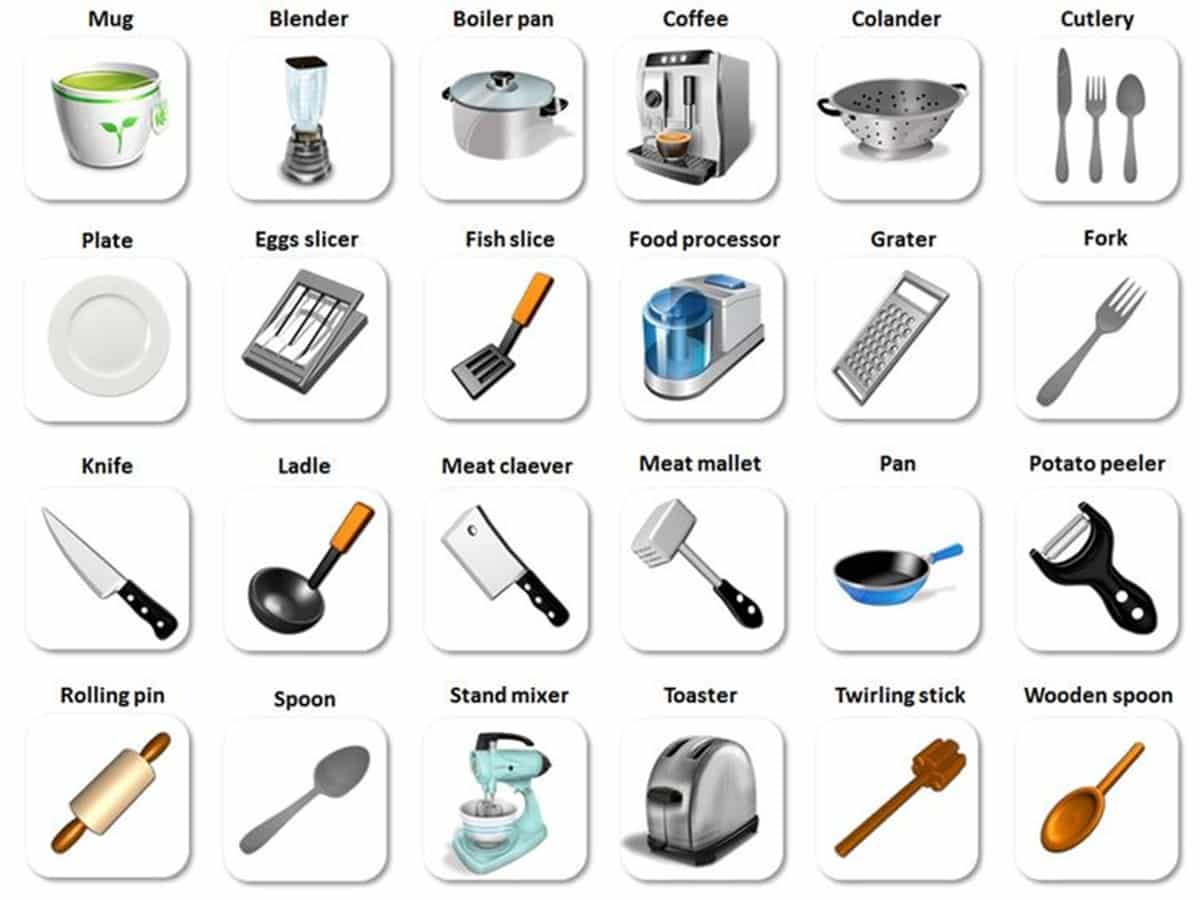 Mug
Blender
Boiler pan
Coffee
Colander
Cutlery
Plate
Eggs slicer
Fish slice
Food processor
Grater
Fork
Knife
Ladle
Meat claever
Meat mallet
Pan
Potato peeler
Rolling pin
Spoon
Stand mixer
Toaster
Twirling stick
Wooden spoon